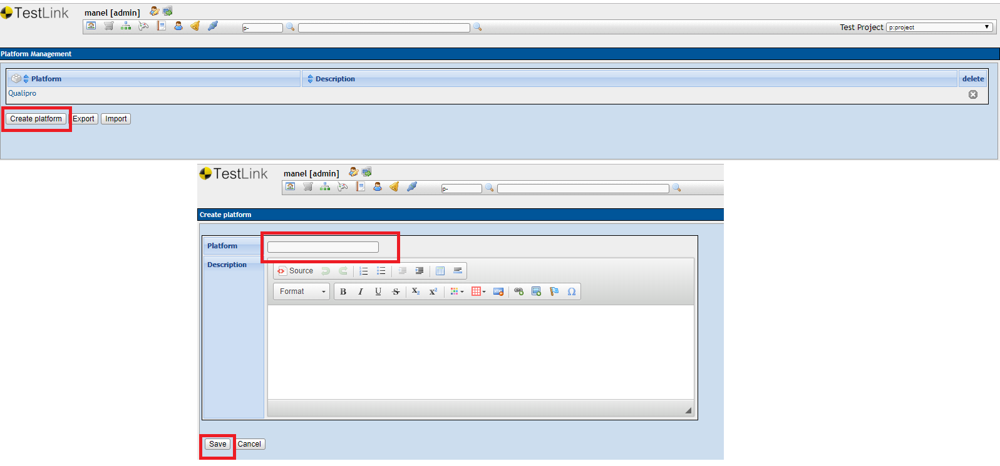 TestLink
manel [admin]
p-
Test Project p:project
Platform Management
Platform Description delete
Qualipro
Create platform Export Import
TestLink
manel [admin]
p-
Create platform
Platform
Description
Source
Format B I U S X₂ X²
Ω
Save Cancel